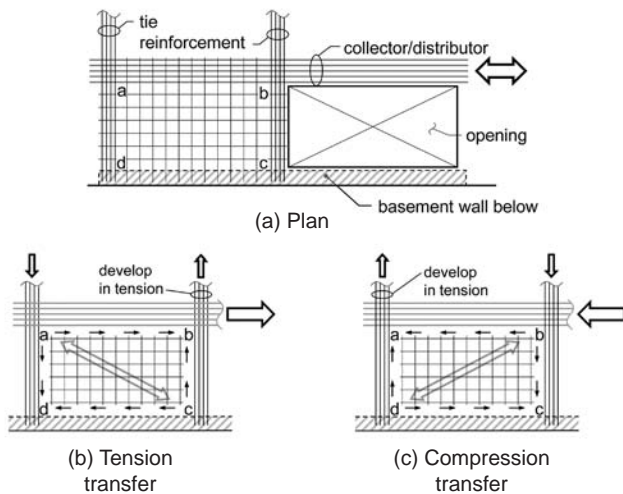 tie
reinforcement
collector/distributor
a
b
opening
d
c
basement wall below
(a) Plan
develop
in tension
a
b
d
c
(b) Tension
transfer
develop
in tension
a
b
d
c
(c) Compression
transfer